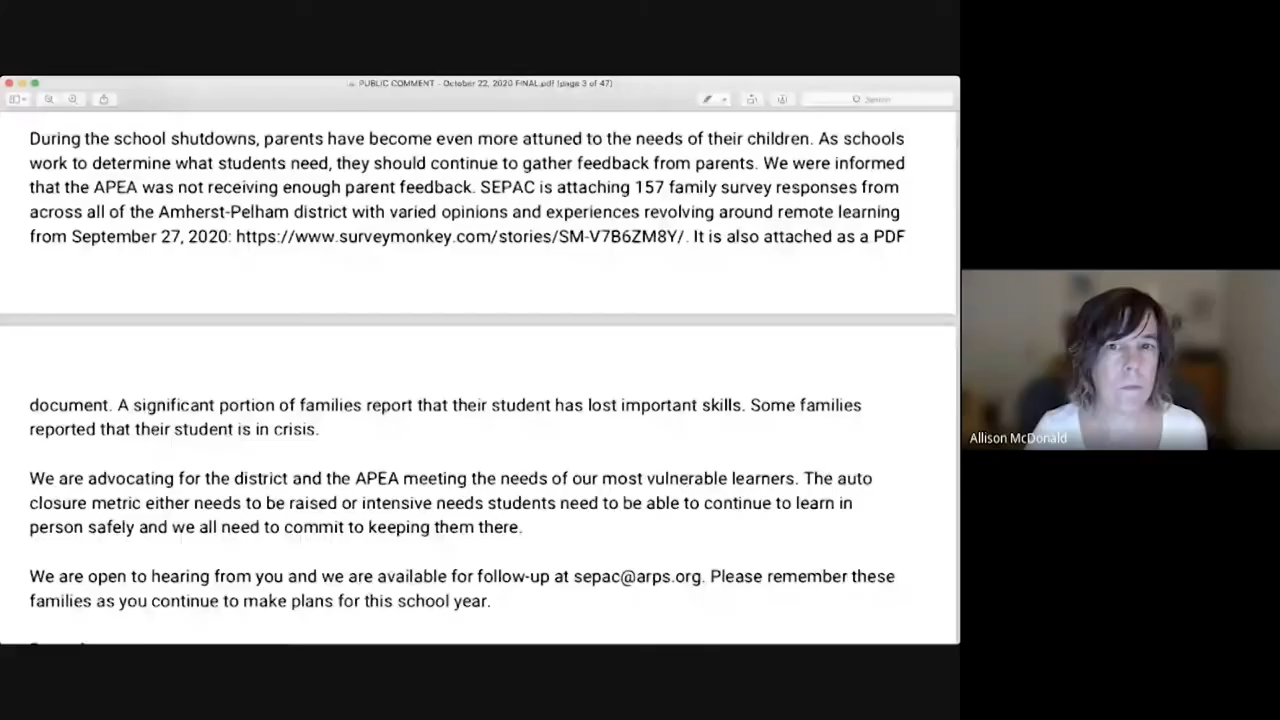 PUBLIC COMMENT - October 22, 2020 FINAL.pdf (page 3 of 47)
During the school shutdowns, parents have become even more attuned to the needs of their children. As schools
work to determine what students need, they should continue to gather feedback from parents. We were informed
that the APEA was not receiving enough parent feedback. SEPAC is attaching 157 family survey responses from
across all of the Amherst-Pelham district with varied opinions and experiences revolving around remote learning
from September 27, 2020: https://www.surveymonkey.com/stories/SM-V7B6ZM8Y/. It is also attached as a PDF
document. A significant portion of families report that their student has lost important skills. Some families
reported that their student is in crisis.
We are advocating for the district and the APEA meeting the needs of our most vulnerable learners. The auto
closure metric either needs to be raised or intensive needs students need to be able to continue to learn in
person safely and we all need to commit to keeping them there.
We are open to hearing from you and we are available for follow-up at sepac@arps.org. Please remember these
families as you continue to make plans for this school year.
Allison McDonald